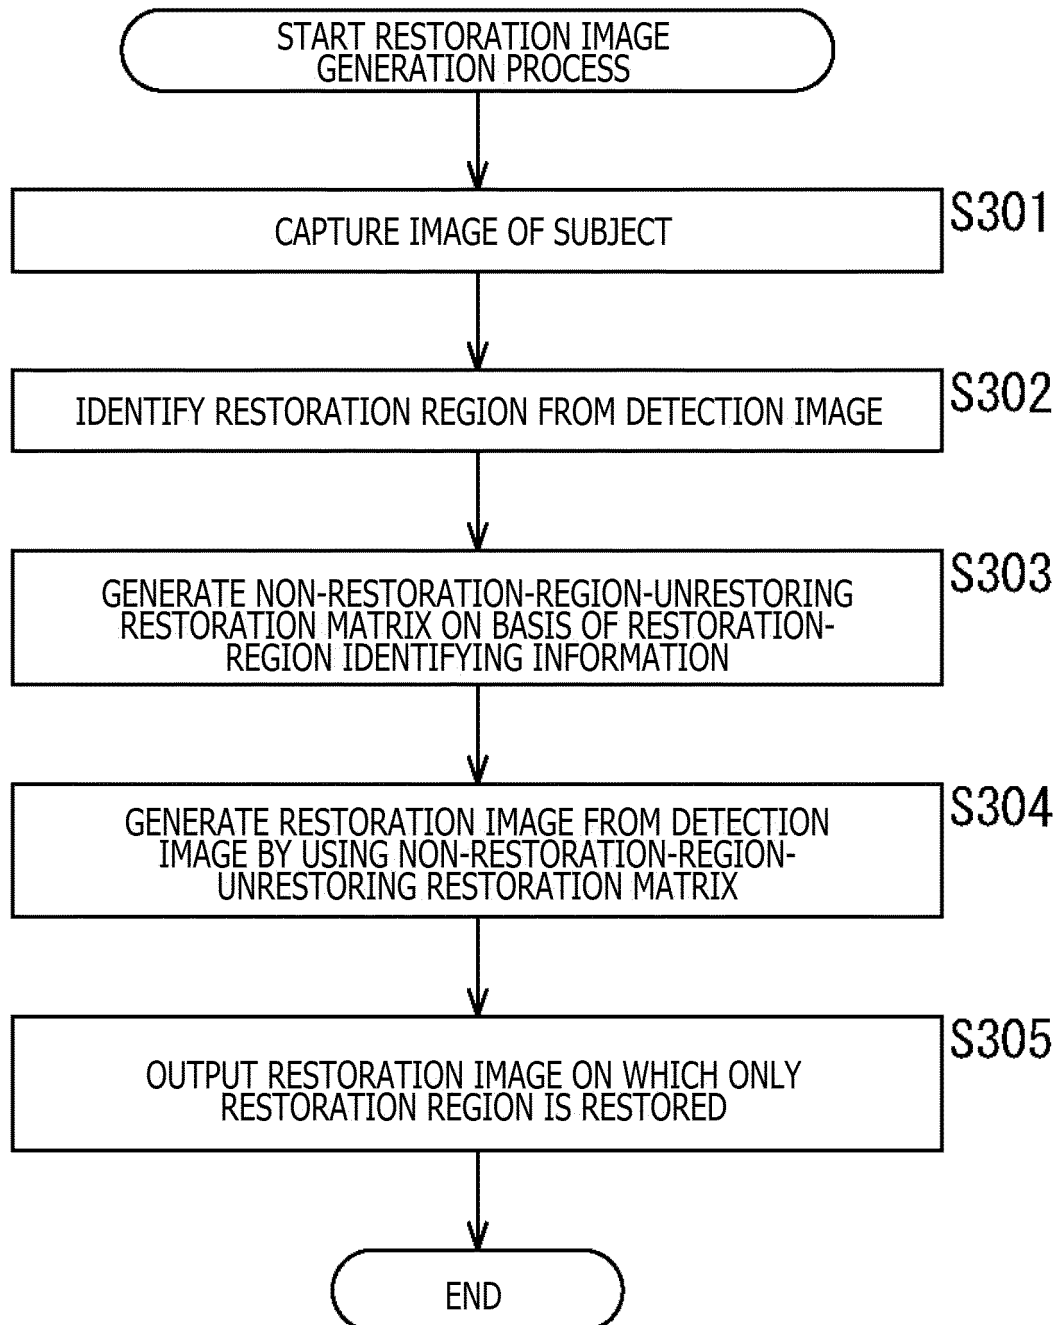 START RESTORATION IMAGE
GENERATION PROCESS
CAPTURE IMAGE OF SUBJECT
S301
IDENTIFY RESTORATION REGION FROM DETECTION IMAGE
S302
GENERATE NON-RESTORATION-REGION-UNRESTORING
RESTORATION MATRIX ON BASIS OF RESTORATION-
REGION IDENTIFYING INFORMATION
S303
GENERATE RESTORATION IMAGE FROM DETECTION
IMAGE BY USING NON-RESTORATION-REGION-
UNRESTORING RESTORATION MATRIX
S304
OUTPUT RESTORATION IMAGE ON WHICH ONLY
RESTORATION REGION IS RESTORED
S305
END